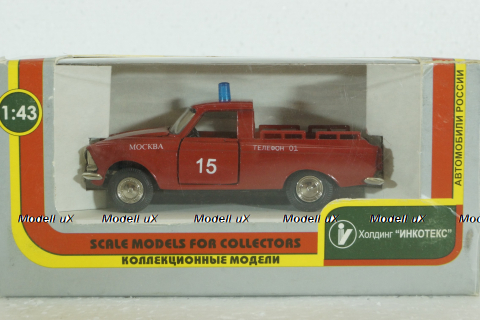 1:43
АВТОМОБИЛИ РОССИИ
МОСКВА
15
ТЕЛЕФОН 01
Modell uX Modell uX Modell uX Modell uX Modell uX
SCALE MODELS FOR COLLECTORS
КОЛЛЕКЦИОННЫЕ МОДЕЛИ
Холдинг "ИНКОТЕКС"